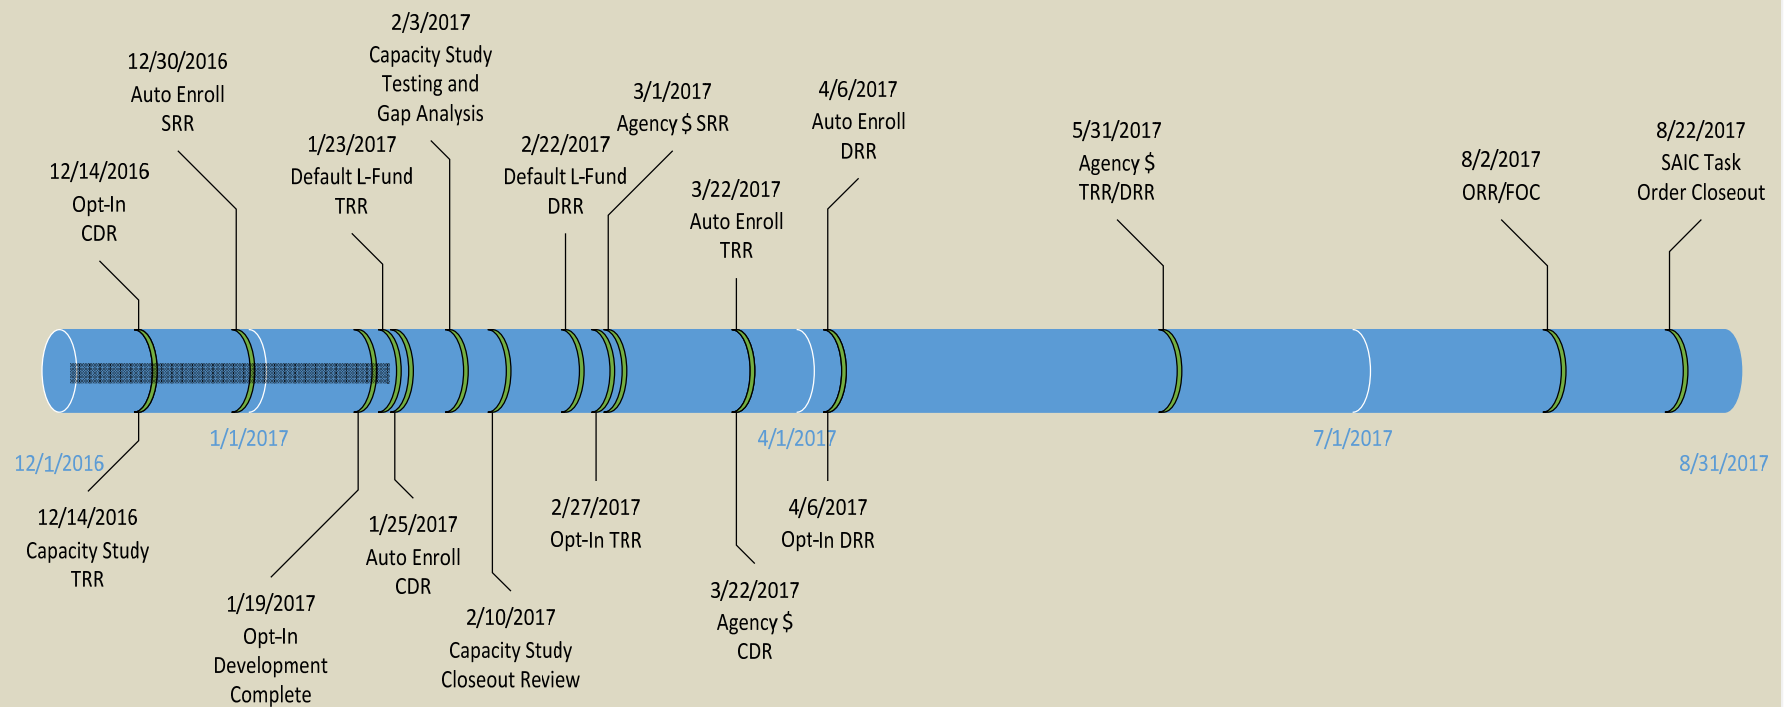 12/14/2016
Opt-In
CDR
12/30/2016
Auto Enroll
SRR
1/23/2017
Default L-Fund
TRR
2/3/2017
Capacity Study
Testing and
Gap Analysis
2/22/2017
Default L-Fund
DRR
3/1/2017
Agency $ SRR
3/22/2017
Auto Enroll
TRR
4/6/2017
Auto Enroll
DRR
5/31/2017
Agency $
TRR/DRR
8/2/2017
ORR/FOC
8/22/2017
SAIC Task
Order Closeout
12/1/2016
1/1/2017
4/1/2017
7/1/2017
8/31/2017
12/14/2016
Capacity Study
TRR
1/19/2017
Opt-In
Development
Complete
1/25/2017
Auto Enroll
CDR
2/10/2017
Capacity Study
Closeout Review
2/27/2017
Opt-In TRR
3/22/2017
Agency $
CDR
4/6/2017
Opt-In DRR